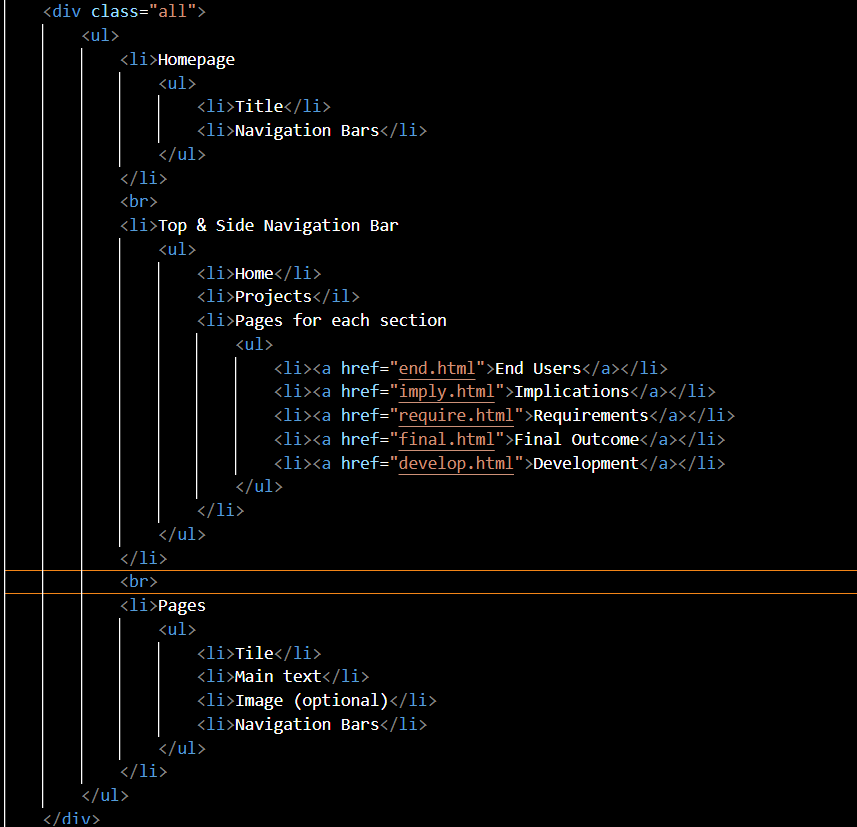 <div class="all">
<ul>
<li>Homepage
<ul>
<li>Title</li>
<li>Navigation Bars</li>
</ul>
</li>
<br>
<li>Top & Side Navigation Bar
<ul>
<li>Home</li>
<li>Projects</il>
<li>Pages for each section
<ul>
<li><a href="end.html">End Users</a></li>
<li><a href="imply.html">Implications</a></li>
<li><a href="require.html">Requirements</a></li>
<li><a href="final.html">Final Outcome</a></li>
<li><a href="develop.html">Development</a></li>
</ul>
</li>
</ul>
</li>
<br>
<li>Pages
<ul>
<li>Tile</li>
<li>Main text</li>
<li>Image (optional)</li>
<li>Navigation Bars</li>
</ul>
</li>
</ul>
</div>